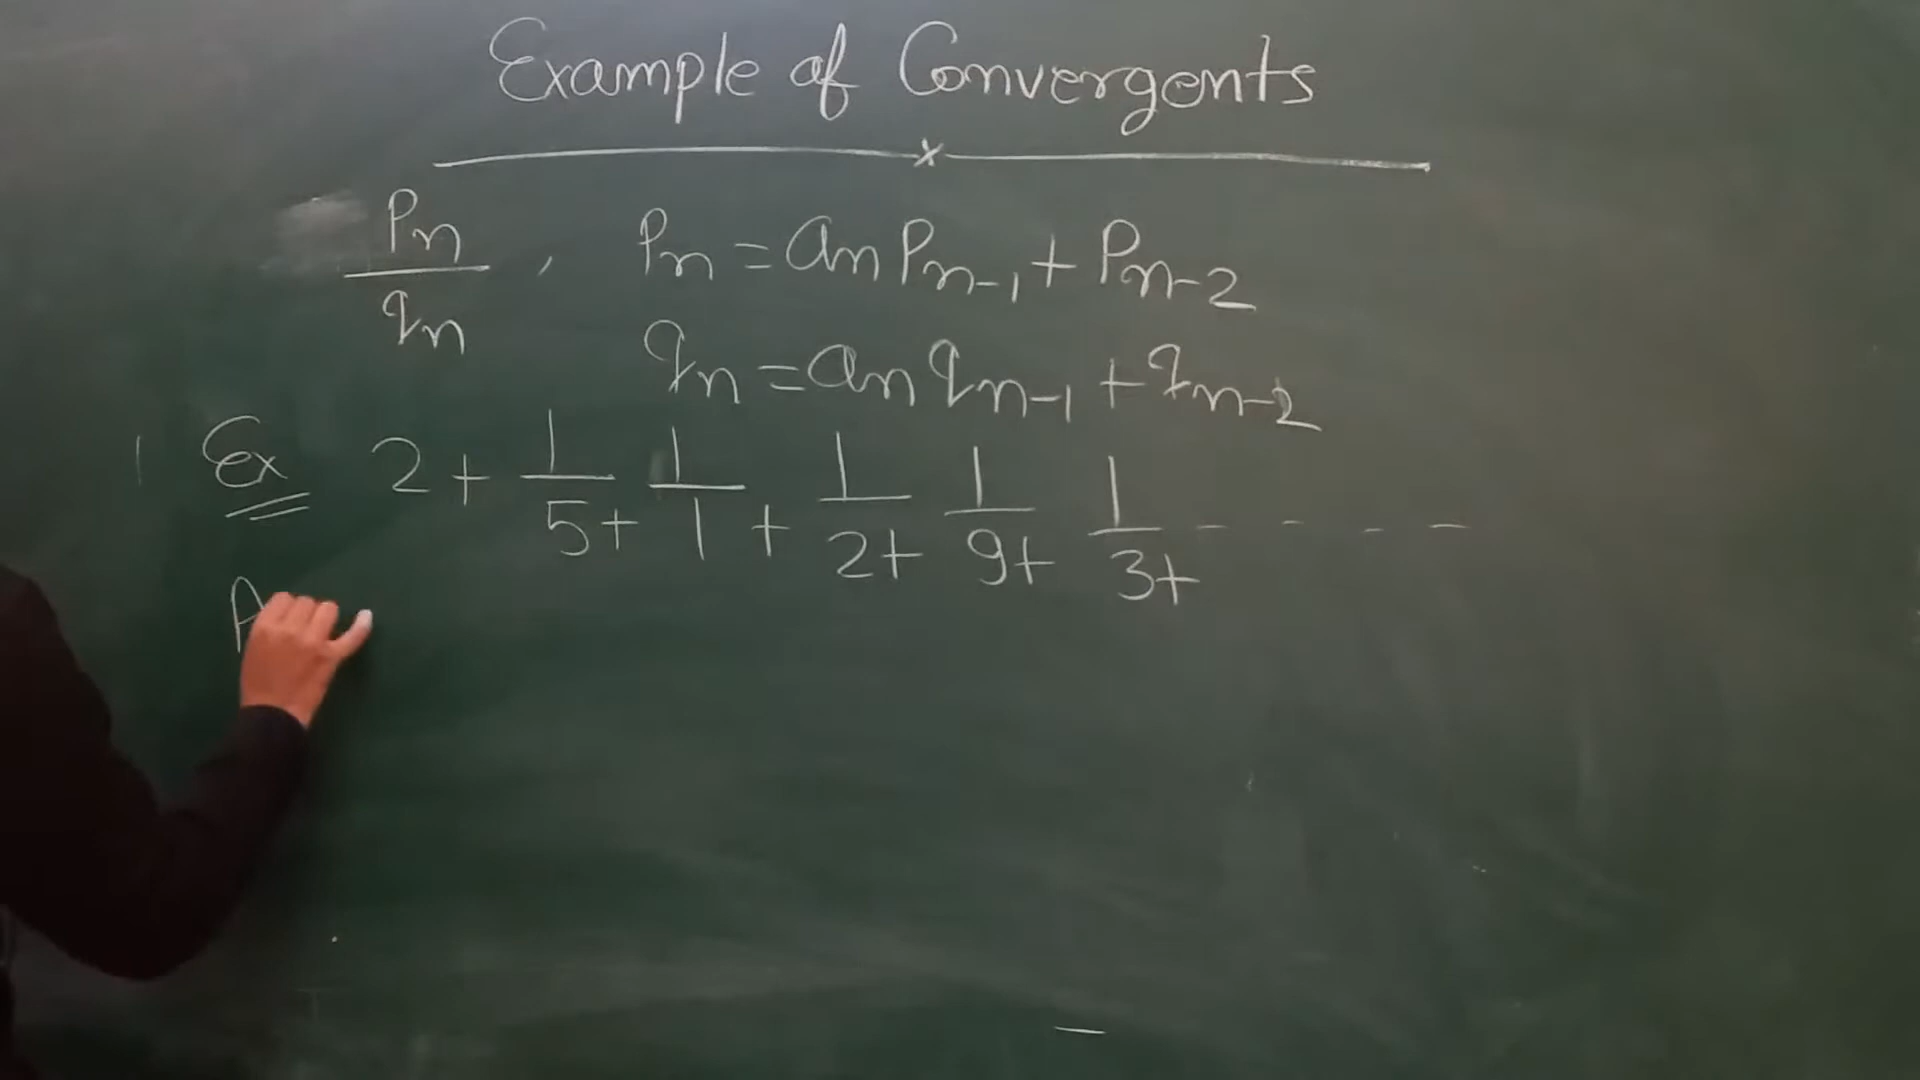 Example of Convergents
Pn/qn , Pn = an Pn-1 + Pn-2
qn = an qn-1 + qn-2
Ex 2 + 1/5+ 1/1+ 1/2+ 1/9+ 1/3+ - - - -
A